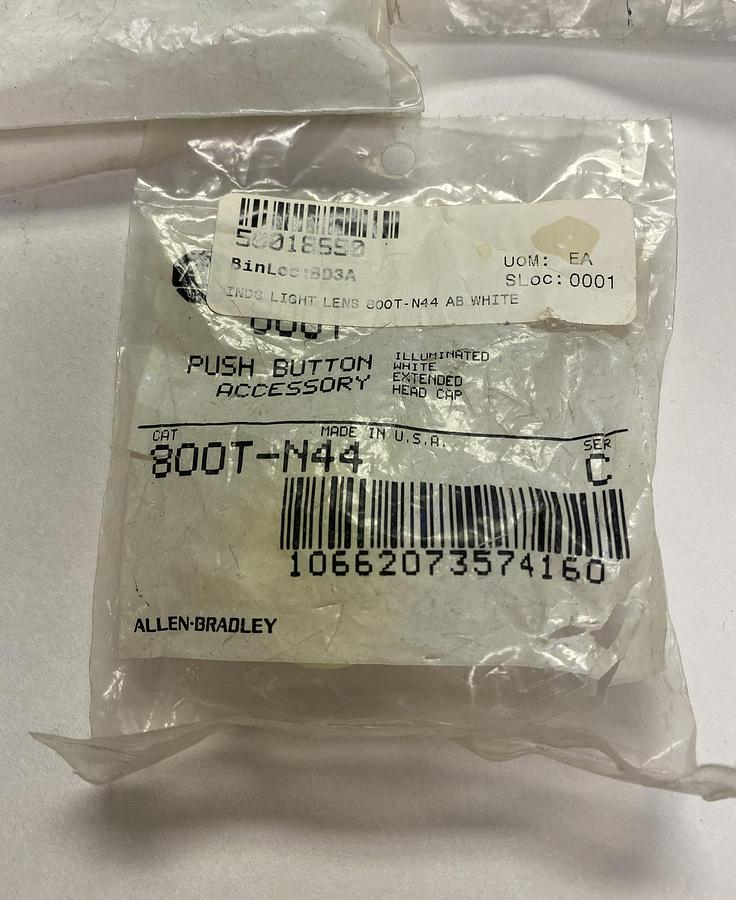 50018550
BinLoc:BD3A
UOM: EA
SLoc: 0001
INDG LIGHT LENS 800T-N44 AB WHITE
PUSH BUTTON
ACCESSORY
ILLUMINATED
WHITE
EXTENDED
HEAD CAP
CAT
MADE IN U.S.A.
SER
800T-N44
C
10662073574160
ALLEN-BRADLEY